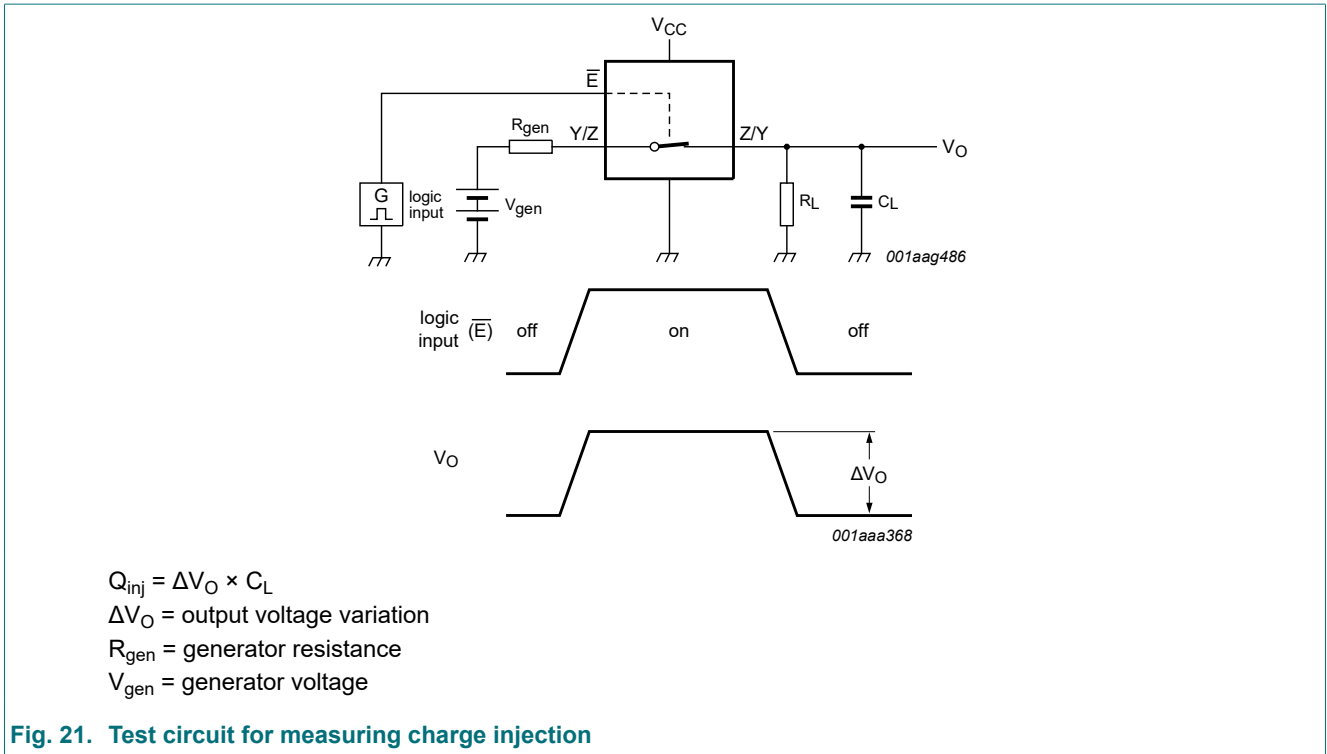 VCC
E̅
Rgen
Y/Z
Z/Y
VO
G
logic
input
Vgen
RL
CL
001aag486
logic
input
(E̅)
off
on
off
VO
ΔVO
001aaa368
Qinj = ΔVO × CL
ΔVO = output voltage variation
Rgen = generator resistance
Vgen = generator voltage
Fig. 21. Test circuit for measuring charge injection